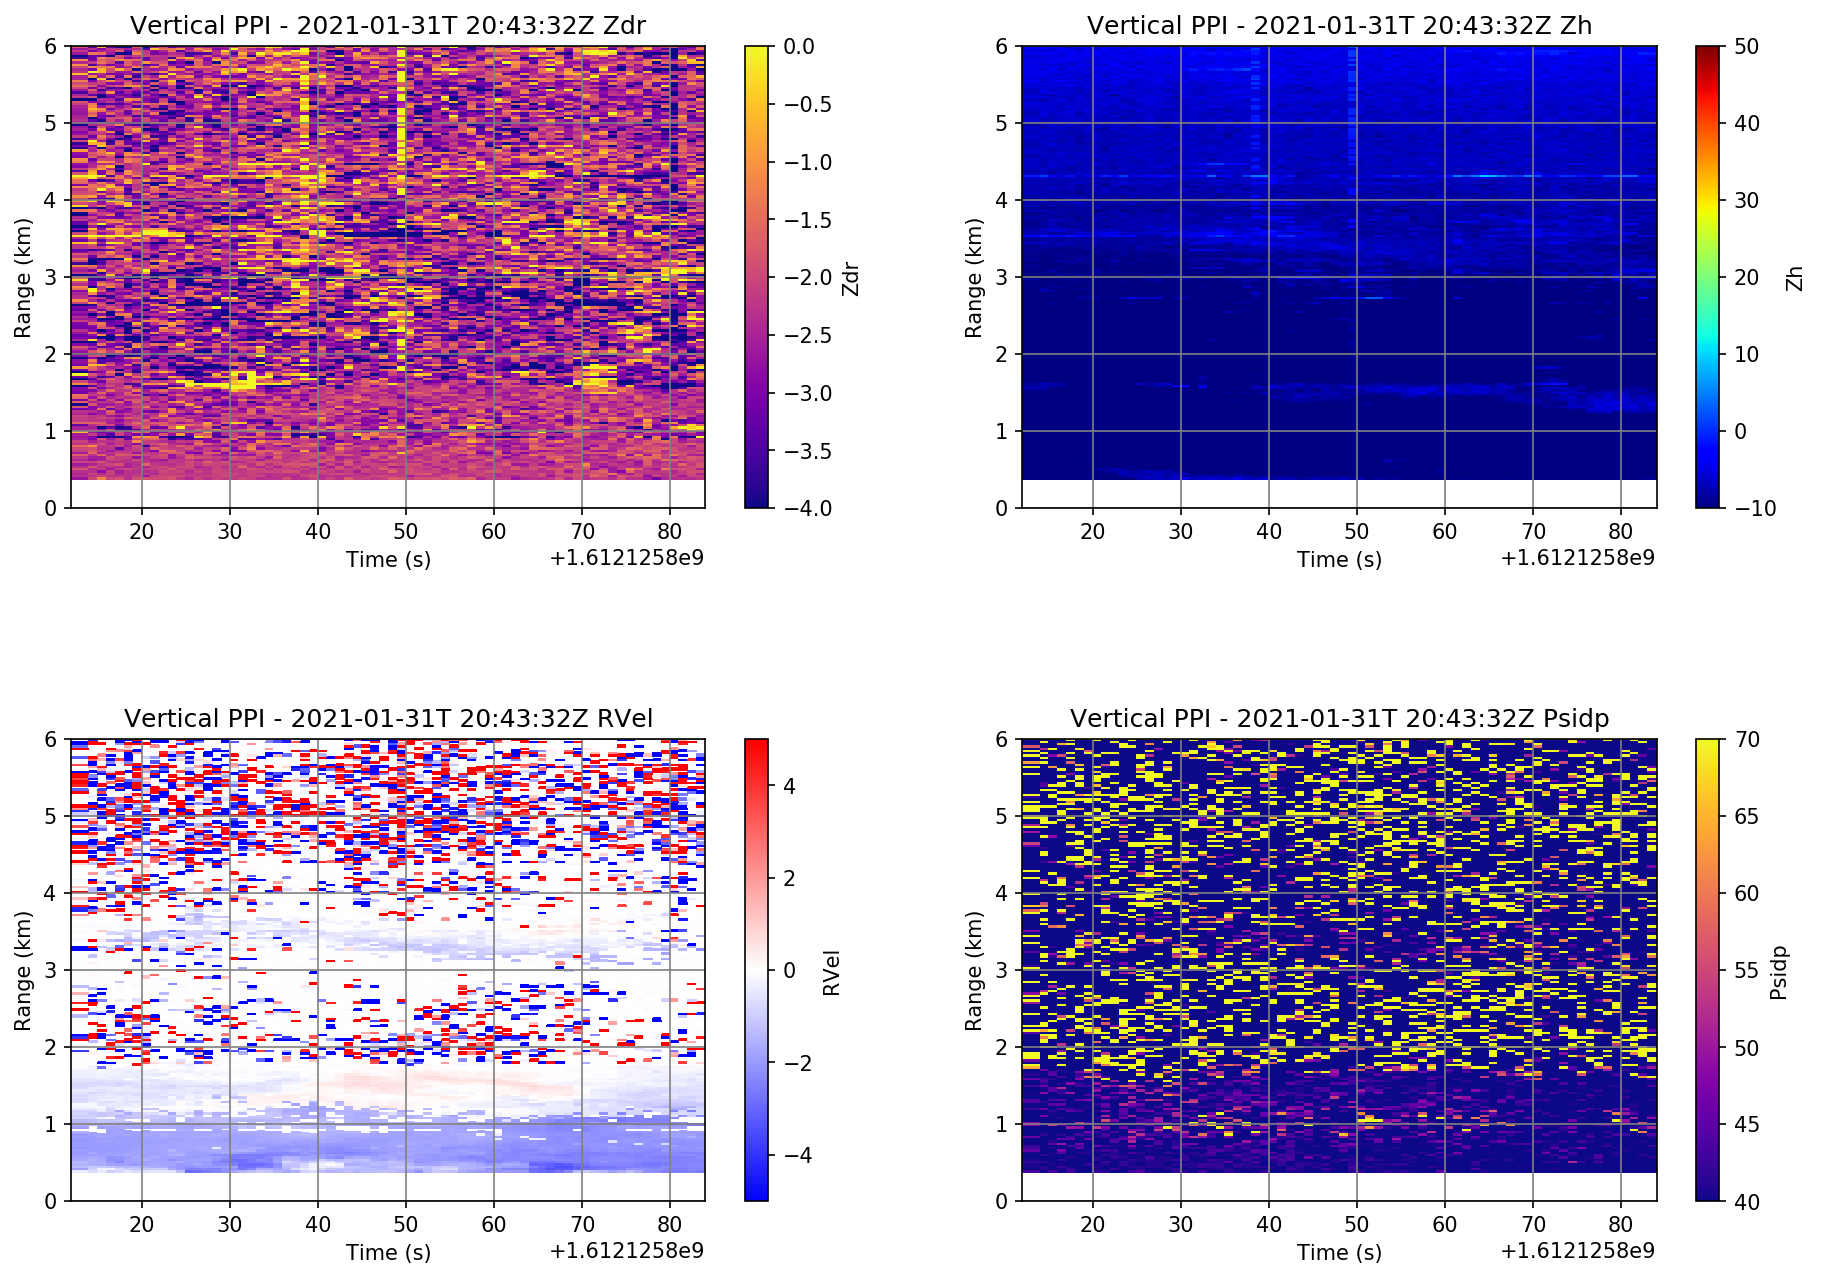 Vertical PPI - 2021-01-31T 20:43:32Z Zdr
6
5
4
3
2
1
0
Range (km)
20 30 40 50 60 70 80
Time (s)
+1.6121258e9
0.0
−0.5
−1.0
−1.5
−2.0
−2.5
−3.0
−3.5
−4.0
Zdr
Vertical PPI - 2021-01-31T 20:43:32Z Zh
6
5
4
3
2
1
0
Range (km)
20 30 40 50 60 70 80
Time (s)
+1.6121258e9
50
40
30
20
10
0
−10
Zh
Vertical PPI - 2021-01-31T 20:43:32Z RVel
6
5
4
3
2
1
0
Range (km)
20 30 40 50 60 70 80
Time (s)
+1.6121258e9
4
2
0
−2
−4
RVel
Vertical PPI - 2021-01-31T 20:43:32Z Psidp
6
5
4
3
2
1
0
Range (km)
20 30 40 50 60 70 80
Time (s)
+1.6121258e9
70
65
60
55
50
45
40
Psidp